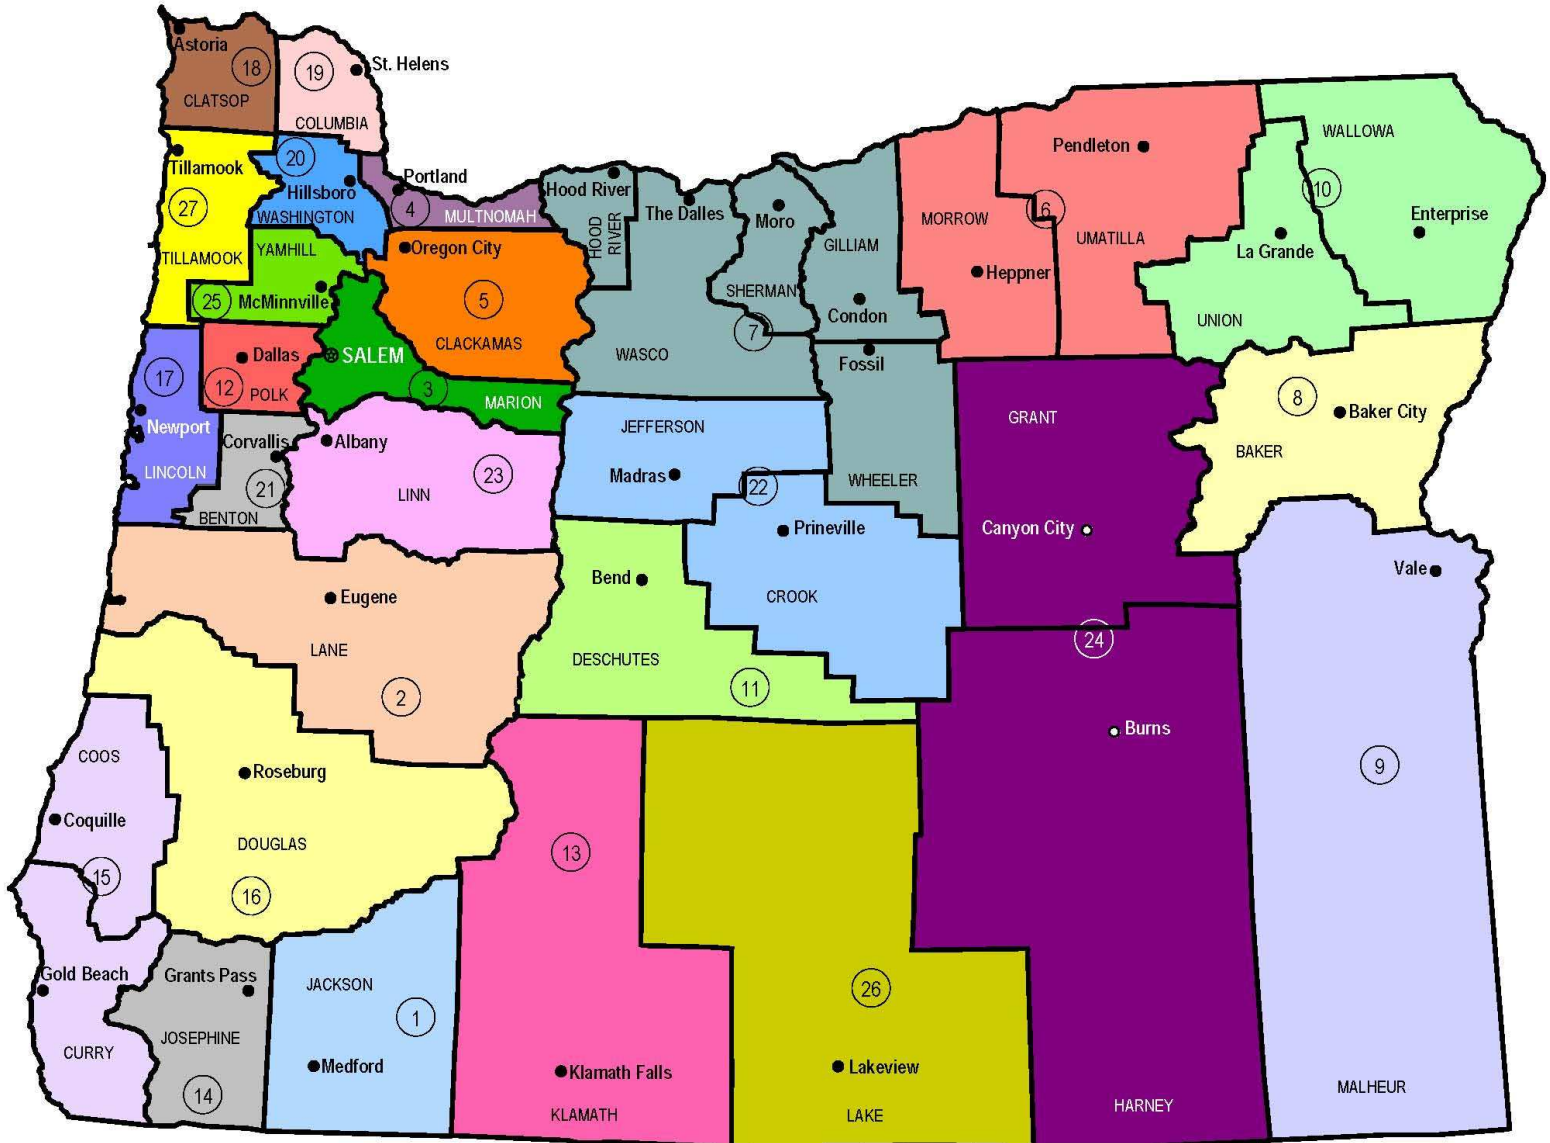 Astoria
18
CLATSOP
19
St. Helens
COLUMBIA
20
Tillamook
Hillsboro
27
WASHINGTON
TILLAMOOK
Portland
4
MULTNOMAH
YAMHILL
25
McMinnville
Oregon City
5
CLACKAMAS
Hood River
HOOD
RIVER
The Dalles
Moro
GILLIAM
SHERMAN
Condon
7
WASCO
Fossil
WHEELER
MORROW
6
Pendleton
UMATILLA
Heppner
WALLOWA
10
Enterprise
La Grande
UNION
17
Newport
LINCOLN
Dallas
12
POLK
SALEM
3
MARION
Corvallis
21
BENTON
Albany
23
LINN
JEFFERSON
Madras
22
Prineville
CROOK
GRANT
Canyon City
24
8
Baker City
BAKER
Vale
9
MALHEUR
Eugene
LANE
2
Bend
DESCHUTES
11
Burns
HARNEY
COOS
Coquille
15
Roseburg
DOUGLAS
16
Gold Beach
CURRY
Grants Pass
JOSEPHINE
14
JACKSON
1
Medford
13
Klamath Falls
KLAMATH
26
Lakeview
LAKE